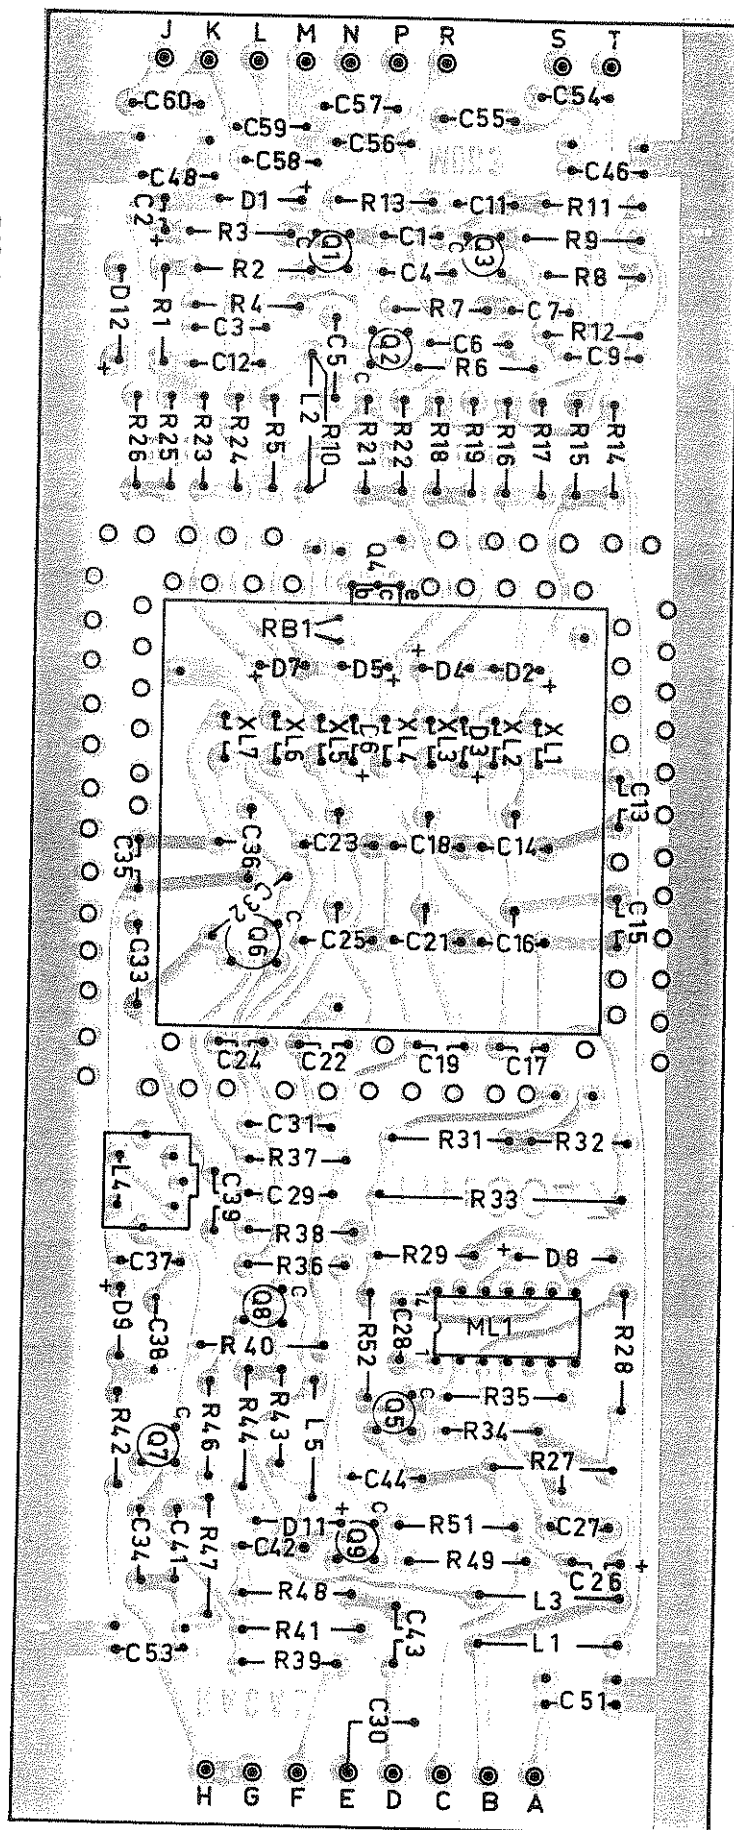 J K L M N P R S T
C60 C57 C54
C59 C55
C58 C56
C48 C46
C2 D1 + R13 C11 R11
+ R3 c Q1 C1 c Q3 R9
D12 R1 R2 C4 R8
R4 R7 C7
C3 C5 Q2 C6 R12
+ C12 c R6 C9
R26 R25 R23 R24 R5 L2 R10 R21 R22 R18 R19 R16 R17 R15 R14
Q4
b c e
RB1
+ D7 D5 + + D4 D2 +
XL7 XL6 XL5 XL4 XL3 D3 + XL2 XL1
C13
C35 C36 C23 C18 C14
C32 c
C33 Q6 C25 C21 C16 C15
C24 C22 C19 C17
C31 R31 R32
L4 R37
C39 C29 R33
R38
C37 R36 R29 + D8
+ D9 C38 Q8 c R52 C28 14 ML1 R28
R40 1
R42 R46 R44 R43 L5 Q5 c R35
Q7 c R34
C44 R27
C34 C41 R47 D11 + c Q9 R51 C27
C42 R49 C26 +
R48 L3
C53 R41 C43 L1
R39
C30 C51
H G F E D C B A